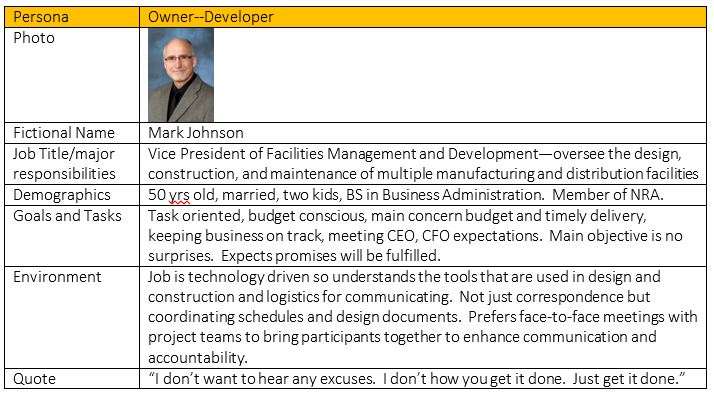 Persona Owner--Developer
Photo
Fictional Name Mark Johnson
Job Title/major Vice President of Facilities Management and Development—oversee the design,
responsibilities construction, and maintenance of multiple manufacturing and distribution facilities
Demographics 50 yrs old, married, two kids, BS in Business Administration.  Member of NRA.
Goals and Tasks Task oriented, budget conscious, main concern budget and timely delivery,
keeping business on track, meeting CEO, CFO expectations.  Main objective is no
surprises.  Expects promises will be fulfilled.
Environment Job is technology driven so understands the tools that are used in design and
construction and logistics for communicating.  Not just correspondence but
coordinating schedules and design documents.  Prefers face-to-face meetings with
project teams to bring participants together to enhance communication and
accountability.
Quote “I don’t want to hear any excuses.  I don’t how you get it done.  Just get it done.”